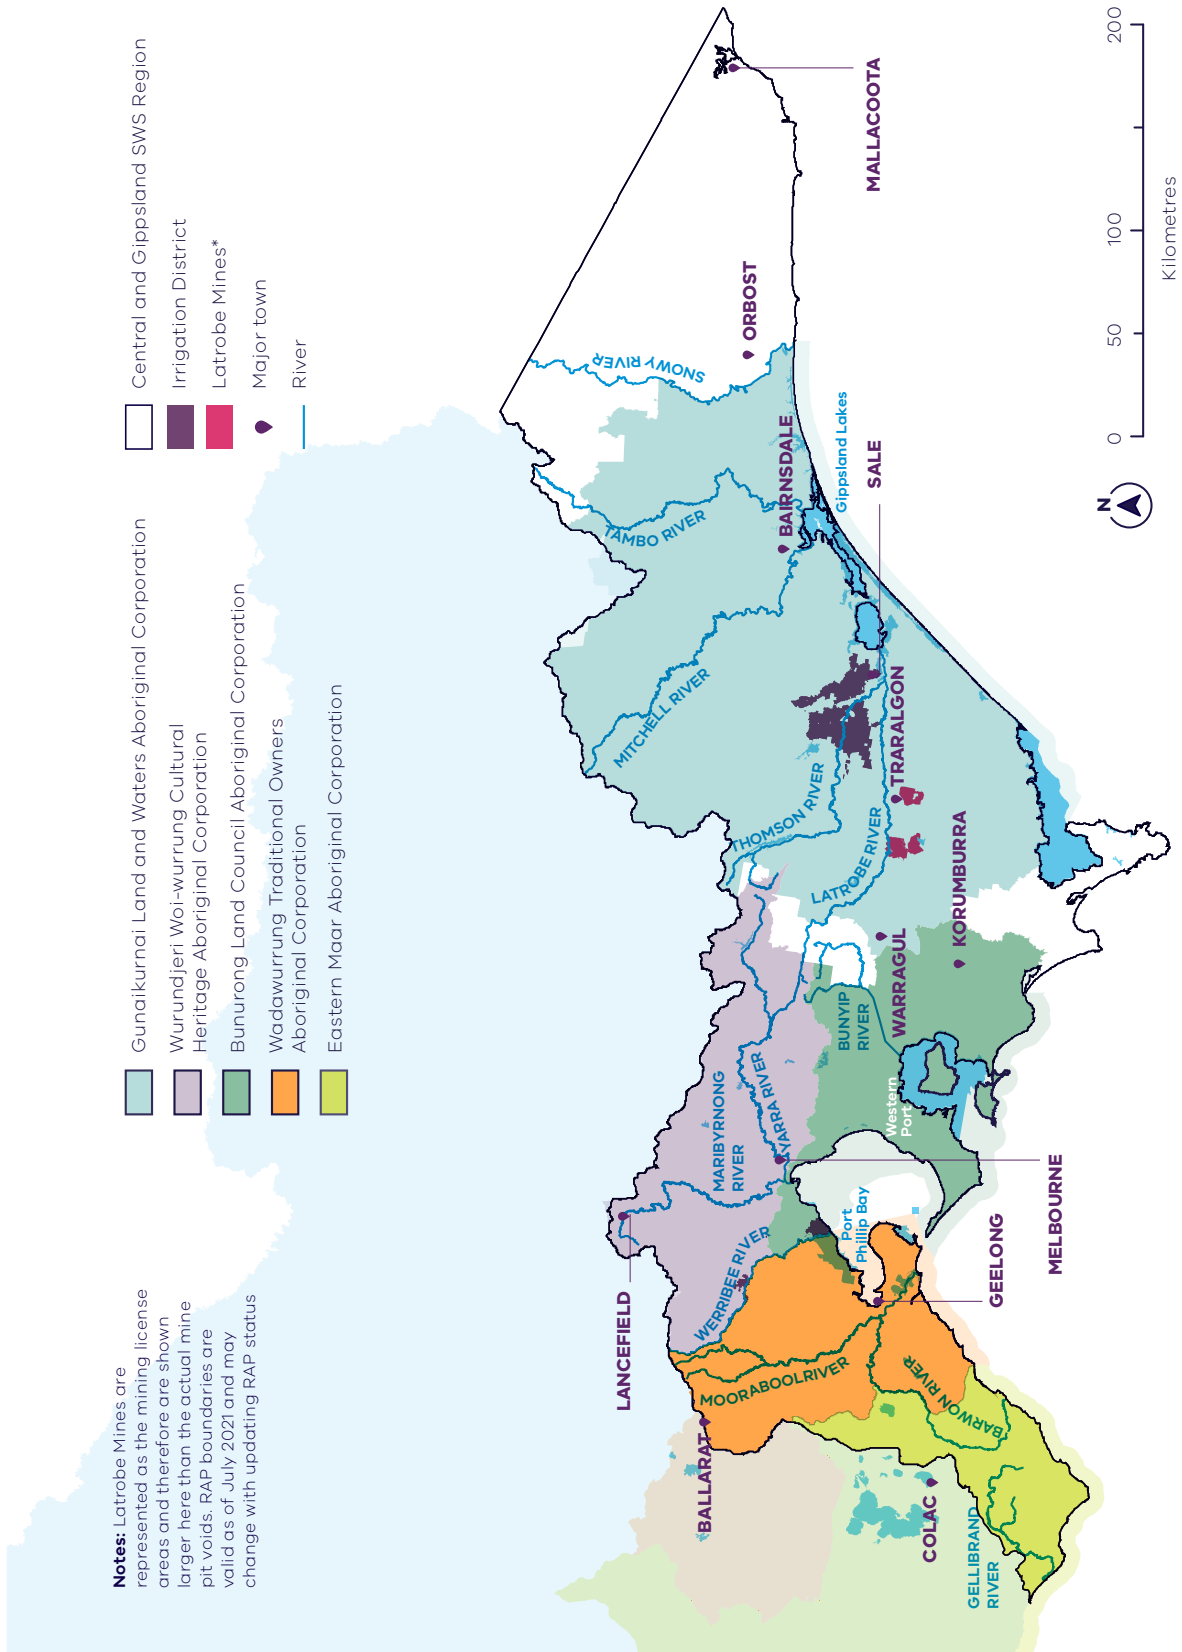 Notes: Latrobe Mines are
represented as the mining license
areas and therefore are shown
larger here than the actual mine
pit voids. RAP boundaries are
valid as of July 2021 and may
change with updating RAP status
Gunaikurnai Land and Waters Aboriginal Corporation
Wurundjeri Woi-wurrung Cultural
Heritage Aboriginal Corporation
Bunurong Land Council Aboriginal Corporation
Wadawurrung Traditional Owners
Aboriginal Corporation
Eastern Maar Aboriginal Corporation
Central and Gippsland SWS Region
Irrigation District
Latrobe Mines*
Major town
River
LANCEFIELD
BALLARAT
COLAC
GELLIBRAND
RIVER
BARWON RIVER
BARWON
MOORABOOL RIVER
WERRIBEE RIVER
MARIBYRNONG
RIVER
YARRA RIVER
Port
Phillip Bay
GEELONG
MELBOURNE
Western
Port
BUNYIP
RIVER
WARRAGUL
KORUMBURRA
LATROBE RIVER
THOMSON RIVER
TRARALGON
MITCHELL RIVER
TAMBO RIVER
BAIRNSDALE
Gippsland Lakes
SALE
SNOWY RIVER
ORBOST
MALLACOOTA
N
0 50 100 200
Kilometres